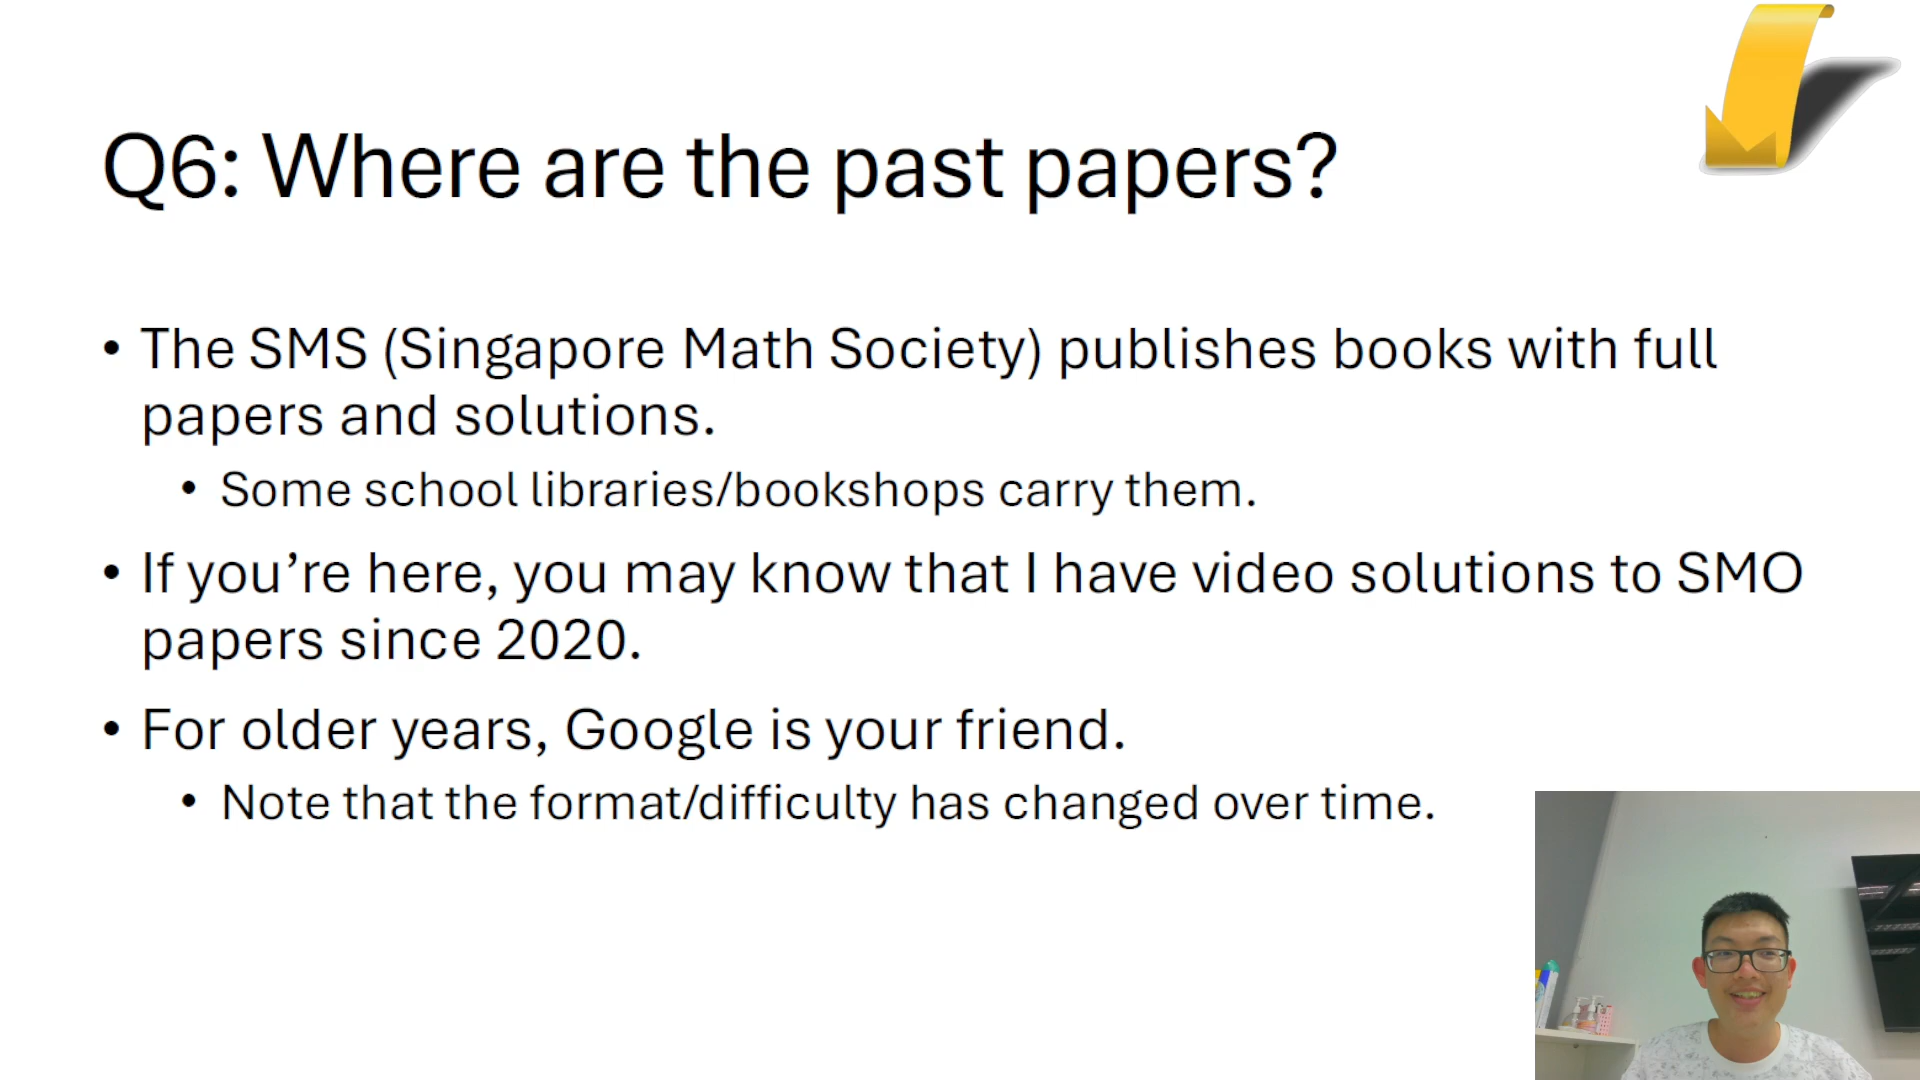 Q6: Where are the past papers?
• The SMS (Singapore Math Society) publishes books with full
papers and solutions.
• Some school libraries/bookshops carry them.
• If you’re here, you may know that I have video solutions to SMO
papers since 2020.
• For older years, Google is your friend.
• Note that the format/difficulty has changed over time.